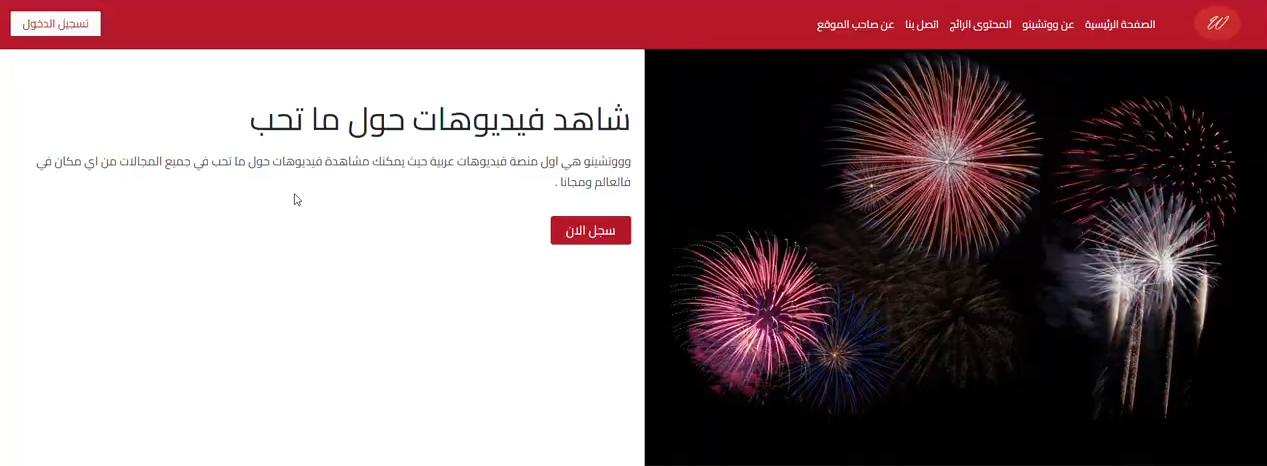 W
الصفحة الرئيسية
عن ووتشينو
المحتوى الرائج
اتصل بنا
عن صاحب الموقع
تسجيل الدخول
شاهد فيديوهات حول ما تحب
وووتشينو هي اول منصة فيديوهات عربية حيث يمكنك مشاهدة فيديوهات حول ما تحب في جميع المجالات من اي مكان في
فالعالم ومجانا .
سجل الان